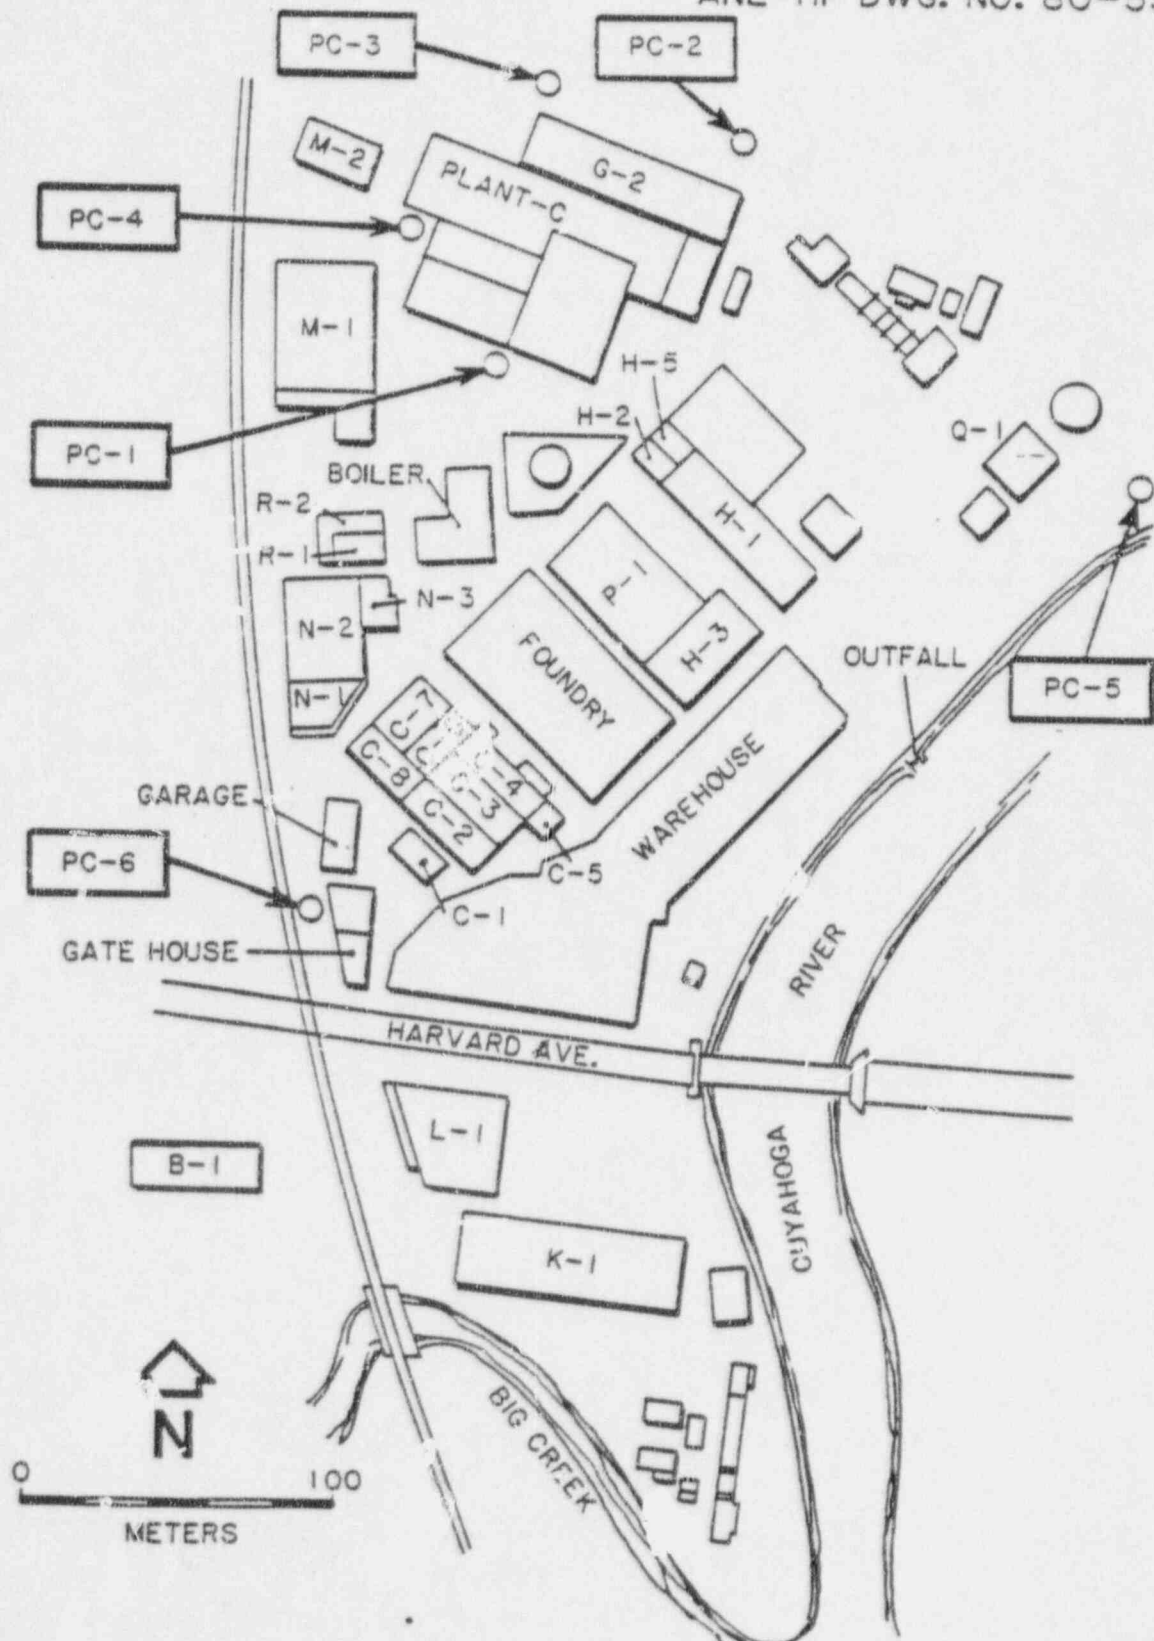 PC-3
PC-2
M-2
PLANT-C
G-2
PC-4
M-1
H-5
H-2
Q-1
PC-1
BOILER
R-2
H-1
R-1
P-1
N-3
N-2
H-3
FOUNDRY
OUTFALL
PC-5
N-1
C-7
C-4
C-8
G-3
C-2
WAREHOUSE
GARAGE
PC-6
C-5
C-1
GATE HOUSE
RIVER
HARVARD AVE.
L-1
B-1
CUYAHOGA
K-1
BIG CREEK
N
0 100
METERS